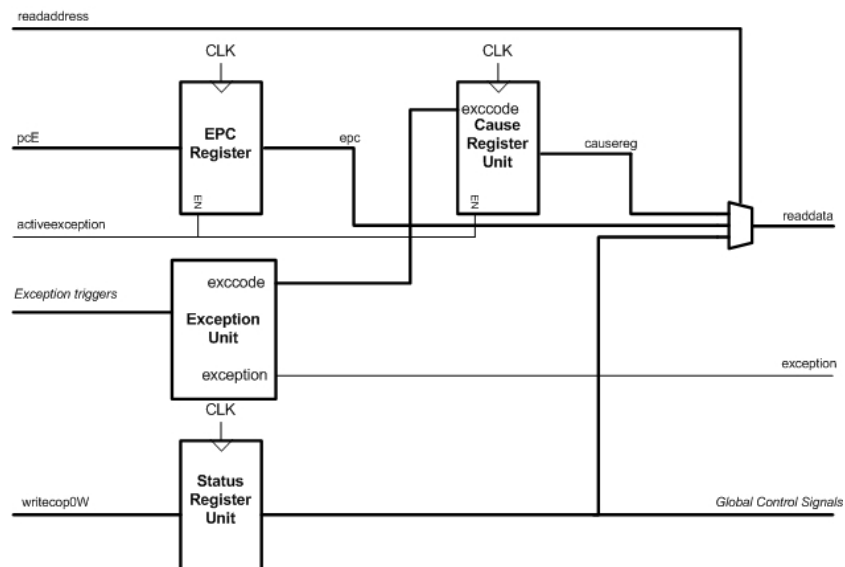 readaddress
CLK
CLK
exccode
EPC
Register
Cause
Register
Unit
pcE
epc
causereg
EN
EN
activeexception
readdata
exccode
Exception triggers
Exception
Unit
exception
exception
CLK
Status
Register
Unit
writecop0W
Global Control Signals